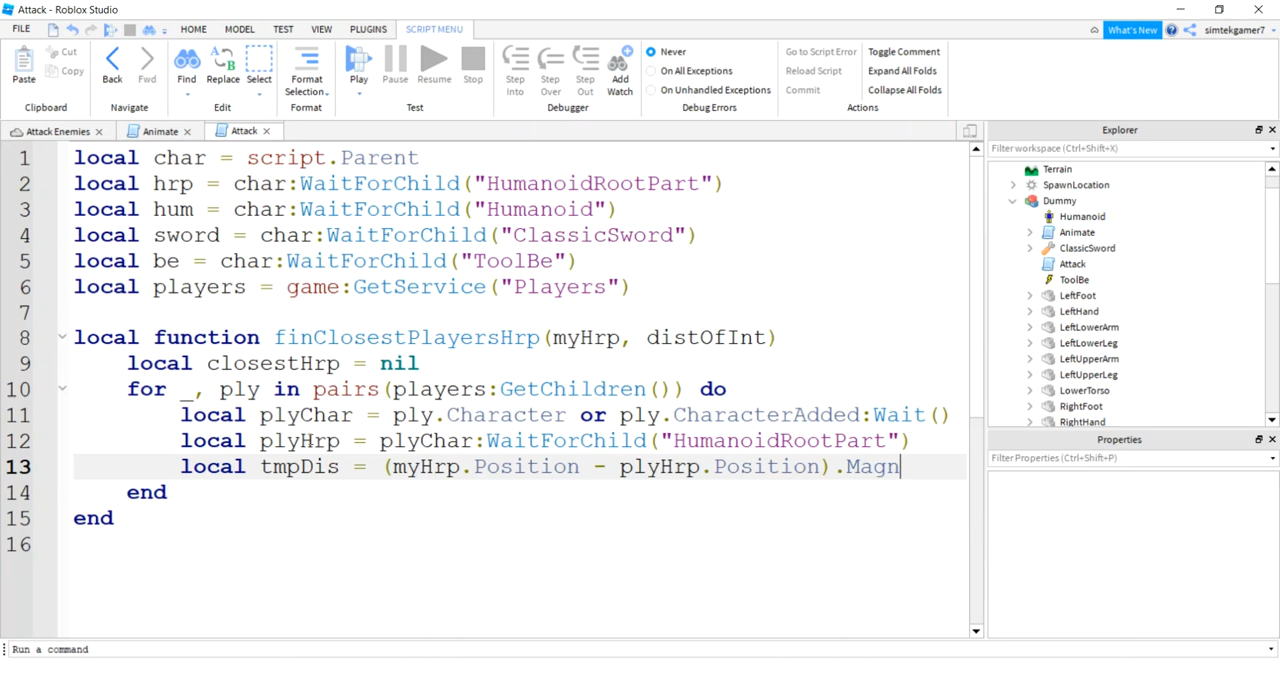 Attack - Roblox Studio
FILE HOME MODEL TEST VIEW PLUGINS SCRIPT MENU What's New simtekgamer7
Paste Cut Copy Back Fwd Find Replace Select Format Selection Play Pause Resume Stop Step Into Step Over Step Out Add Watch
Never On All Exceptions On Unhandled Exceptions
Go to Script Error Reload Script Commit
Toggle Comment Expand All Folds Collapse All Folds
Clipboard Navigate Edit Format Test Debugger Debug Errors Actions
Attack Enemies Animate Attack
1 local char = script.Parent
2 local hrp = char:WaitForChild("HumanoidRootPart")
3 local hum = char:WaitForChild("Humanoid")
4 local sword = char:WaitForChild("ClassicSword")
5 local be = char:WaitForChild("ToolBe")
6 local players = game:GetService("Players")
7
8 local function finClosestPlayersHrp(myHrp, distOfInt)
9 local closestHrp = nil
10 for _, ply in pairs(players:GetChildren()) do
11 local plyChar = ply.Character or ply.CharacterAdded:Wait()
12 local plyHrp = plyChar:WaitForChild("HumanoidRootPart")
13 local tmpDis = (myHrp.Position - plyHrp.Position).Magn
14 end
15 end
16
Explorer
Filter workspace (Ctrl+Shift+X)
Terrain
SpawnLocation
Dummy
Humanoid
Animate
ClassicSword
Attack
ToolBe
LeftFoot
LeftHand
LeftLowerArm
LeftLowerLeg
LeftUpperArm
LeftUpperLeg
LowerTorso
RightFoot
RightHand
Properties
Filter Properties (Ctrl+Shift+P)
Run a command